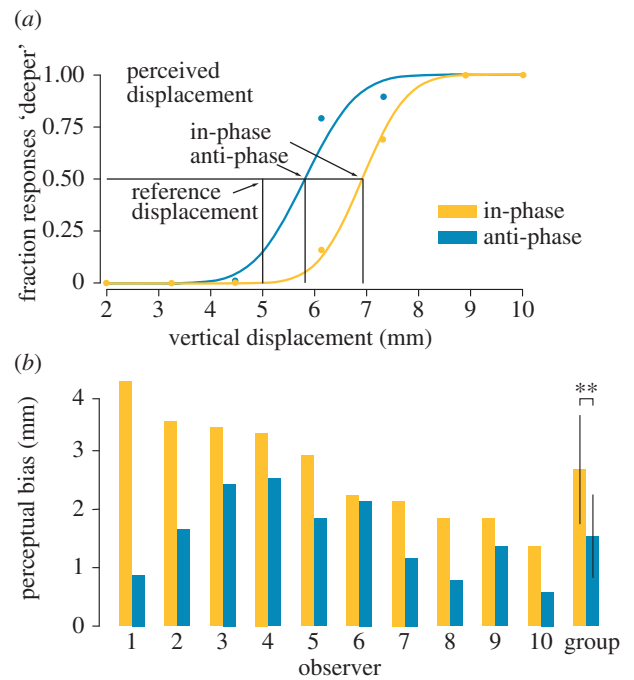 (a)
fraction responses 'deeper'
1.00
0.75
0.50
0.25
0
perceived
displacement
in-phase
anti-phase
reference
displacement
in-phase
anti-phase
2 3 4 5 6 7 8 9 10
vertical displacement (mm)
(b)
perceptual bias (mm)
4
3
2
1
0
**
1 2 3 4 5 6 7 8 9 10 group
observer